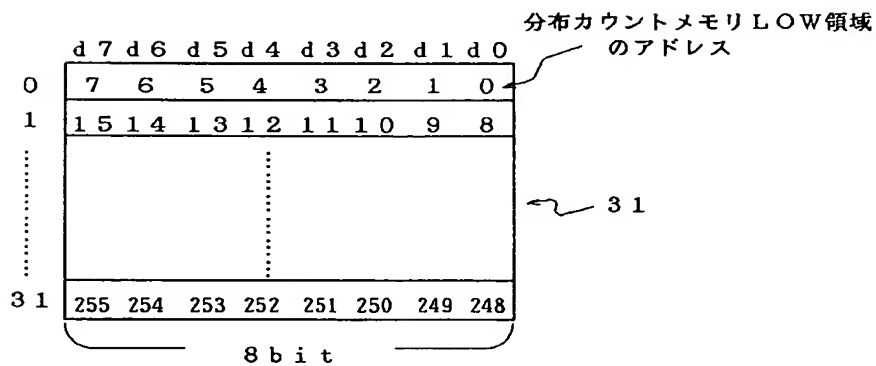 分布カウントメモリLOW領域
のアドレス
d7 d6 d5 d4 d3 d2 d1 d0
0 7 6 5 4 3 2 1 0
1 15 14 13 12 11 10 9 8
31
31 255 254 253 252 251 250 249 248
8bit